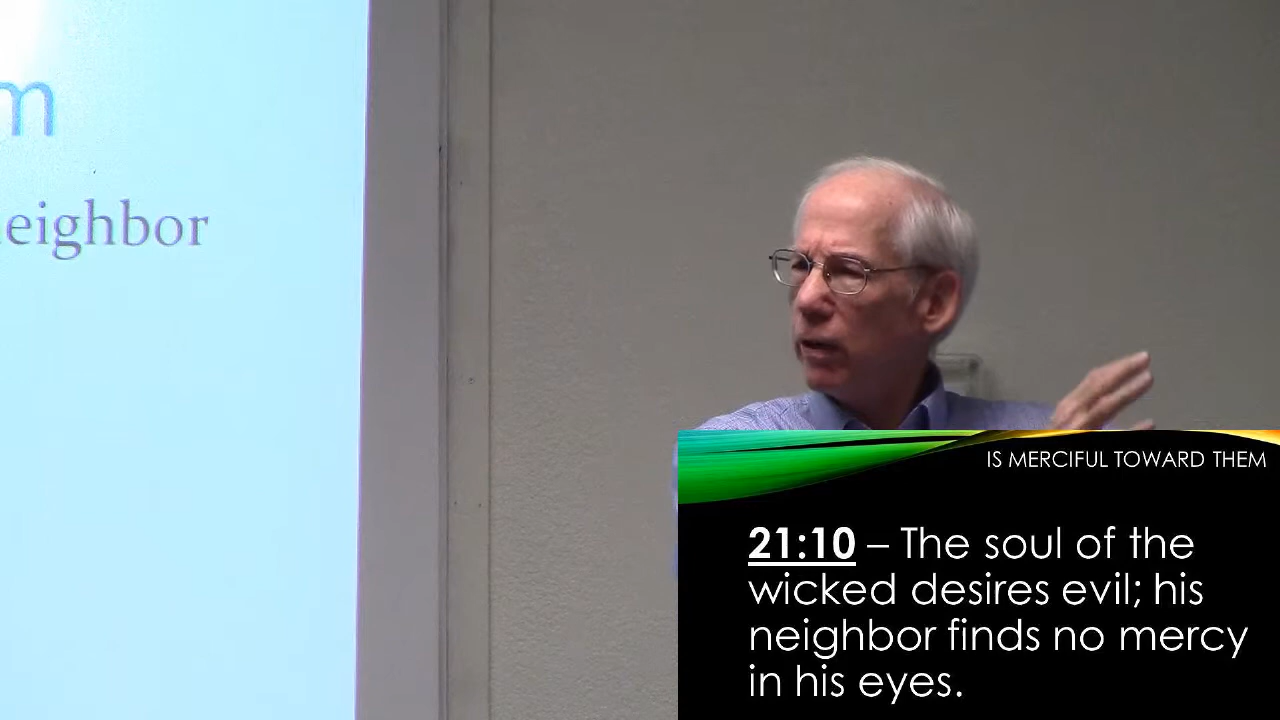 m
eighbor
IS MERCIFUL TOWARD THEM
21:10 – The soul of the
wicked desires evil; his
neighbor finds no mercy
in his eyes.